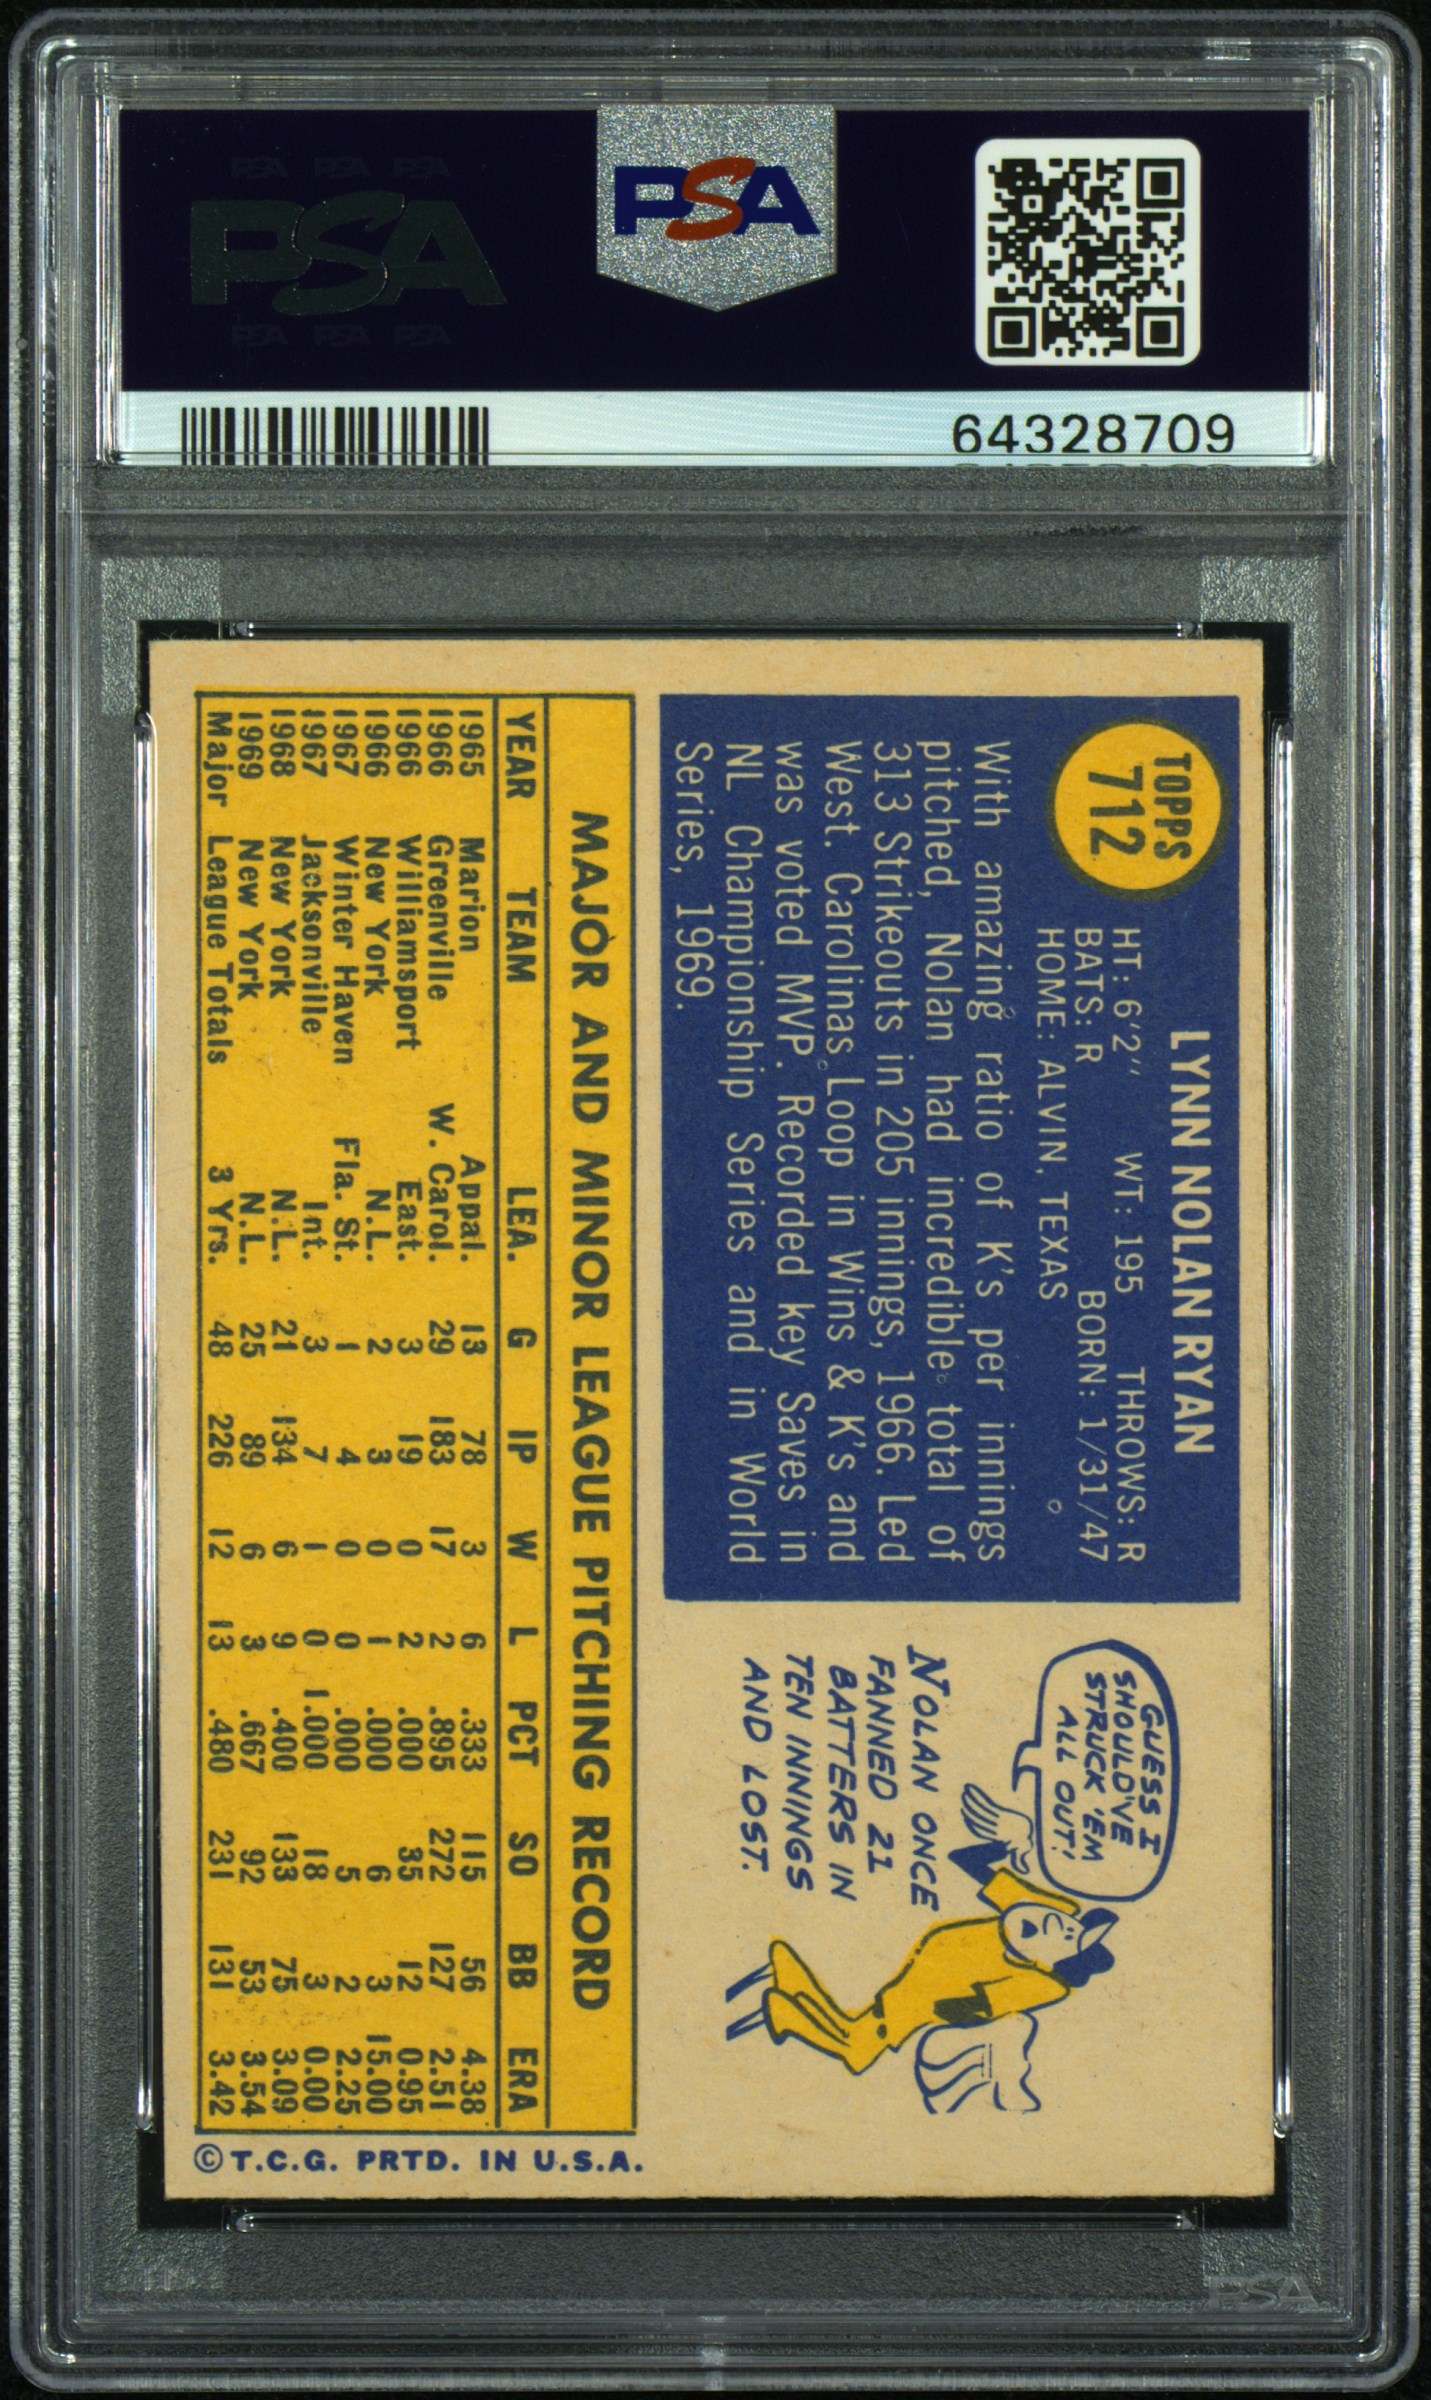 PSA PSA PSA
PSA
PSA PSA PSA
PSA
64328709
TOPPS
712
LYNN NOLAN RYAN
HT: 6'2" WT: 195 THROWS: R
BATS: R BORN: 1/31/47
HOME: ALVIN, TEXAS
With amazing ratio of K's per innings
pitched, Nolan had incredible total of
313 Strikeouts in 205 innings, 1966. Led
West. Carolinas Loop in Wins & K's and
was voted MVP. Recorded key Saves in
NL Championship Series and in World
Series, 1969.
GUESS I
SHOULD'VE
STRUCK 'EM
ALL OUT!
NOLAN ONCE
FANNED 21
BATTERS IN
TEN INNINGS
AND LOST.
MAJOR AND MINOR LEAGUE PITCHING RECORD
YEAR TEAM LEA. G IP W L PCT SO BB ERA
1965 Marion Appal. 13 78 3 6 .333 115 56 4.38
1966 Greenville W. Carol. 29 183 17 2 .895 272 127 2.51
1966 Williamsport East. 3 19 0 2 .000 35 12 0.95
1966 New York N.L. 2 3 0 1 .000 6 3 15.00
1967 Winter Haven Fla. St. 1 4 0 0 .000 5 2 2.25
1967 Jacksonville Int. 3 7 1 0 1.000 18 3 0.00
1968 New York N.L. 21 134 6 9 .400 133 75 3.09
1969 New York N.L. 25 89 6 3 .667 92 53 3.54
Major League Totals 3 Yrs. 48 226 12 13 .480 231 131 3.42
© T.C.G. PRTD. IN U.S.A.
PSA